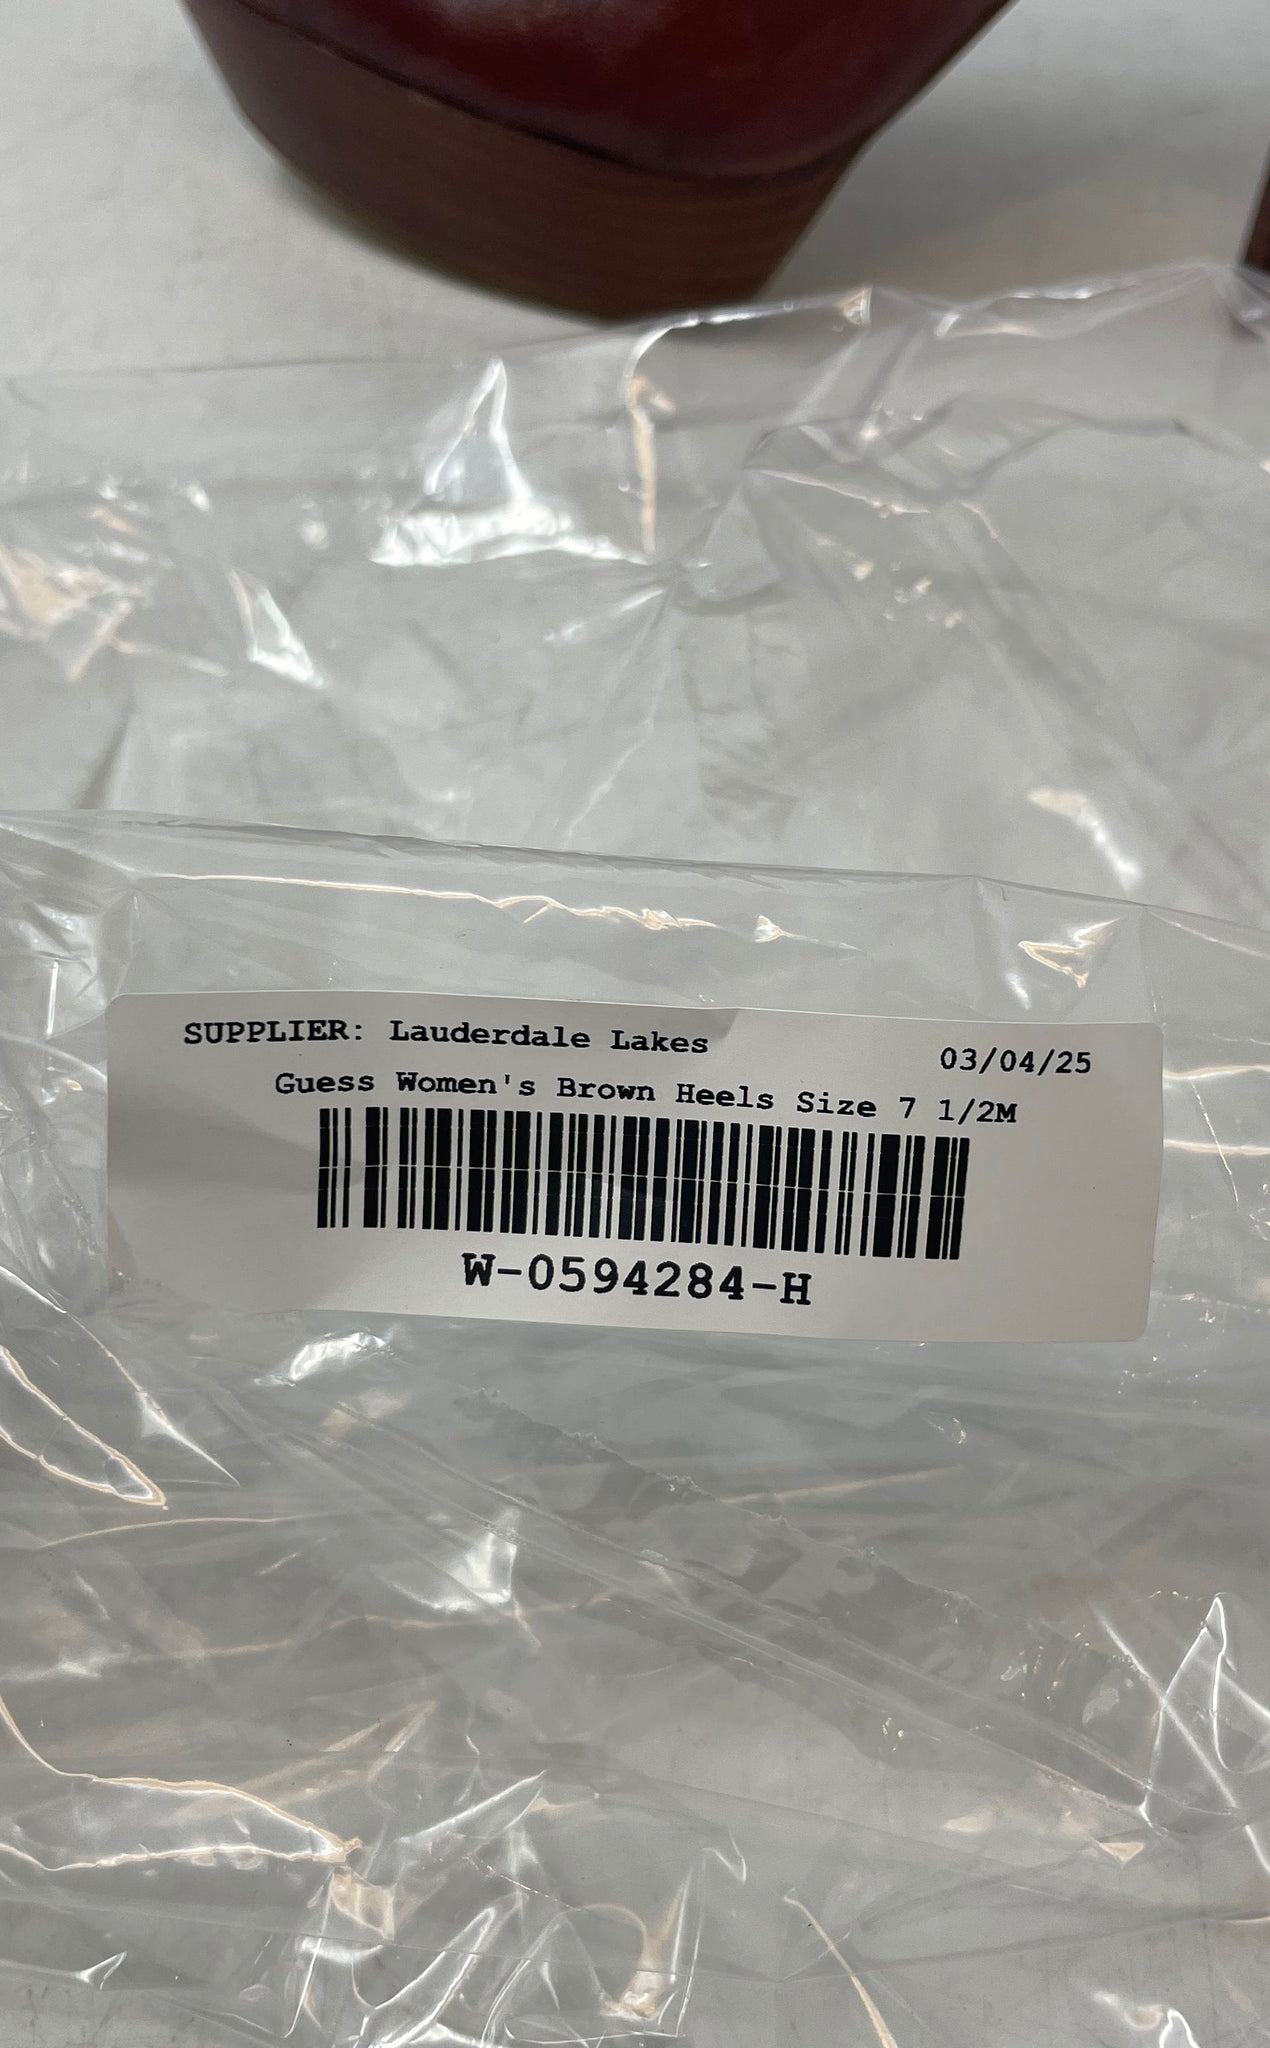 SUPPLIER: Lauderdale Lakes
03/04/25
Guess Women's Brown Heels Size 7 1/2M
W-0594284-H